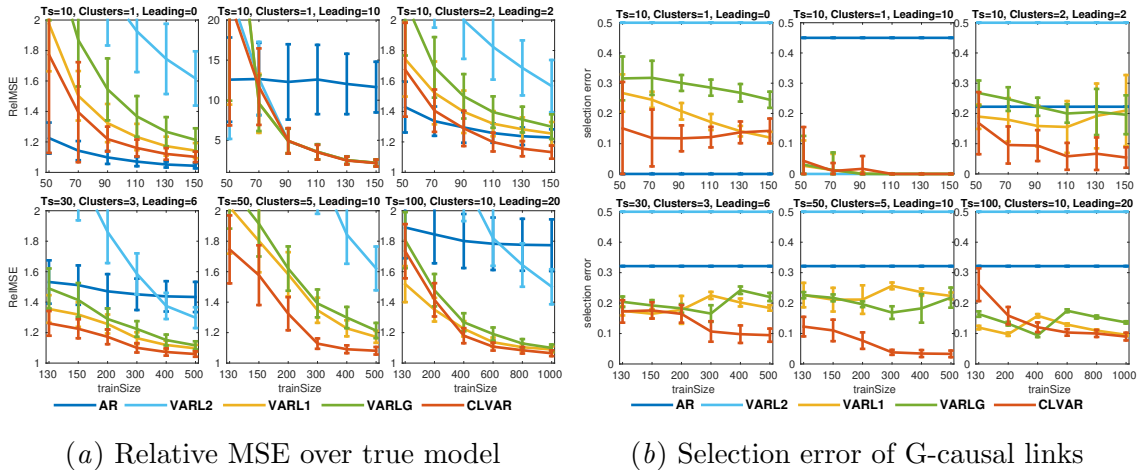 Ts=10, Clusters=1, Leading=0 Ts=10, Clusters=1, Leading=10 Ts=10, Clusters=2, Leading=2
RelMSE
2
1.8
1.6
1.4
1.2
1
50 70 90 110 130 150
20
15
10
5
50 70 90 110 130 150
2
1.8
1.6
1.4
1.2
1
50 70 90 110 130 150
Ts=30, Clusters=3, Leading=6 Ts=50, Clusters=5, Leading=10 Ts=100, Clusters=10, Leading=20
RelMSE
2
1.8
1.6
1.4
1.2
1
130 150 200 300 400 500
2
1.8
1.6
1.4
1.2
1
130 150 200 300 400 500
2
1.8
1.6
1.4
1.2
1
130 200 400 600 800 1000
trainSize
AR VARL2 VARL1 VARLG CLVAR
(a) Relative MSE over true model
Ts=10, Clusters=1, Leading=0 Ts=10, Clusters=1, Leading=10 Ts=10, Clusters=2, Leading=2
selection error
0.5
0.4
0.3
0.2
0.1
0
50 70 90 110 130 150
0.5
0.4
0.3
0.2
0.1
0
50 70 90 110 130 150
0.5
0.4
0.3
0.2
0.1
0
50 70 90 110 130 150
Ts=30, Clusters=3, Leading=6 Ts=50, Clusters=5, Leading=10 Ts=100, Clusters=10, Leading=20
selection error
0.5
0.4
0.3
0.2
0.1
0
130 150 200 300 400 500
0.5
0.4
0.3
0.2
0.1
0
130 150 200 300 400 500
0.5
0.4
0.3
0.2
0.1
0
130 200 400 600 800 1000
trainSize
AR VARL2 VARL1 VARLG CLVAR
(b) Selection error of G-causal links